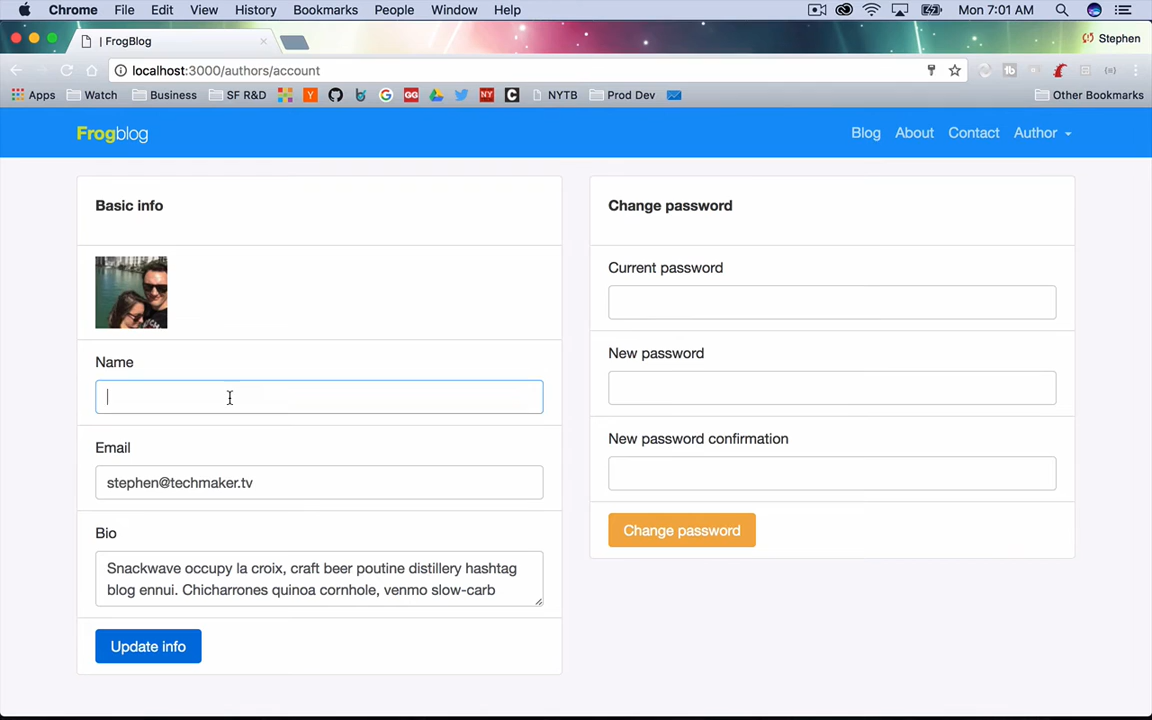 Chrome File Edit View History Bookmarks People Window Help Mon 7:01 AM
| FrogBlog Stephen
localhost:3000/authors/account
Apps Watch Business SF R&D NYTB Prod Dev Other Bookmarks
Frogblog Blog About Contact Author
Basic info
Name
Email
stephen@techmaker.tv
Bio
Snackwave occupy la croix, craft beer poutine distillery hashtag
blog ennui. Chicharrones quinoa cornhole, venmo slow-carb
Update info
Change password
Current password
New password
New password confirmation
Change password